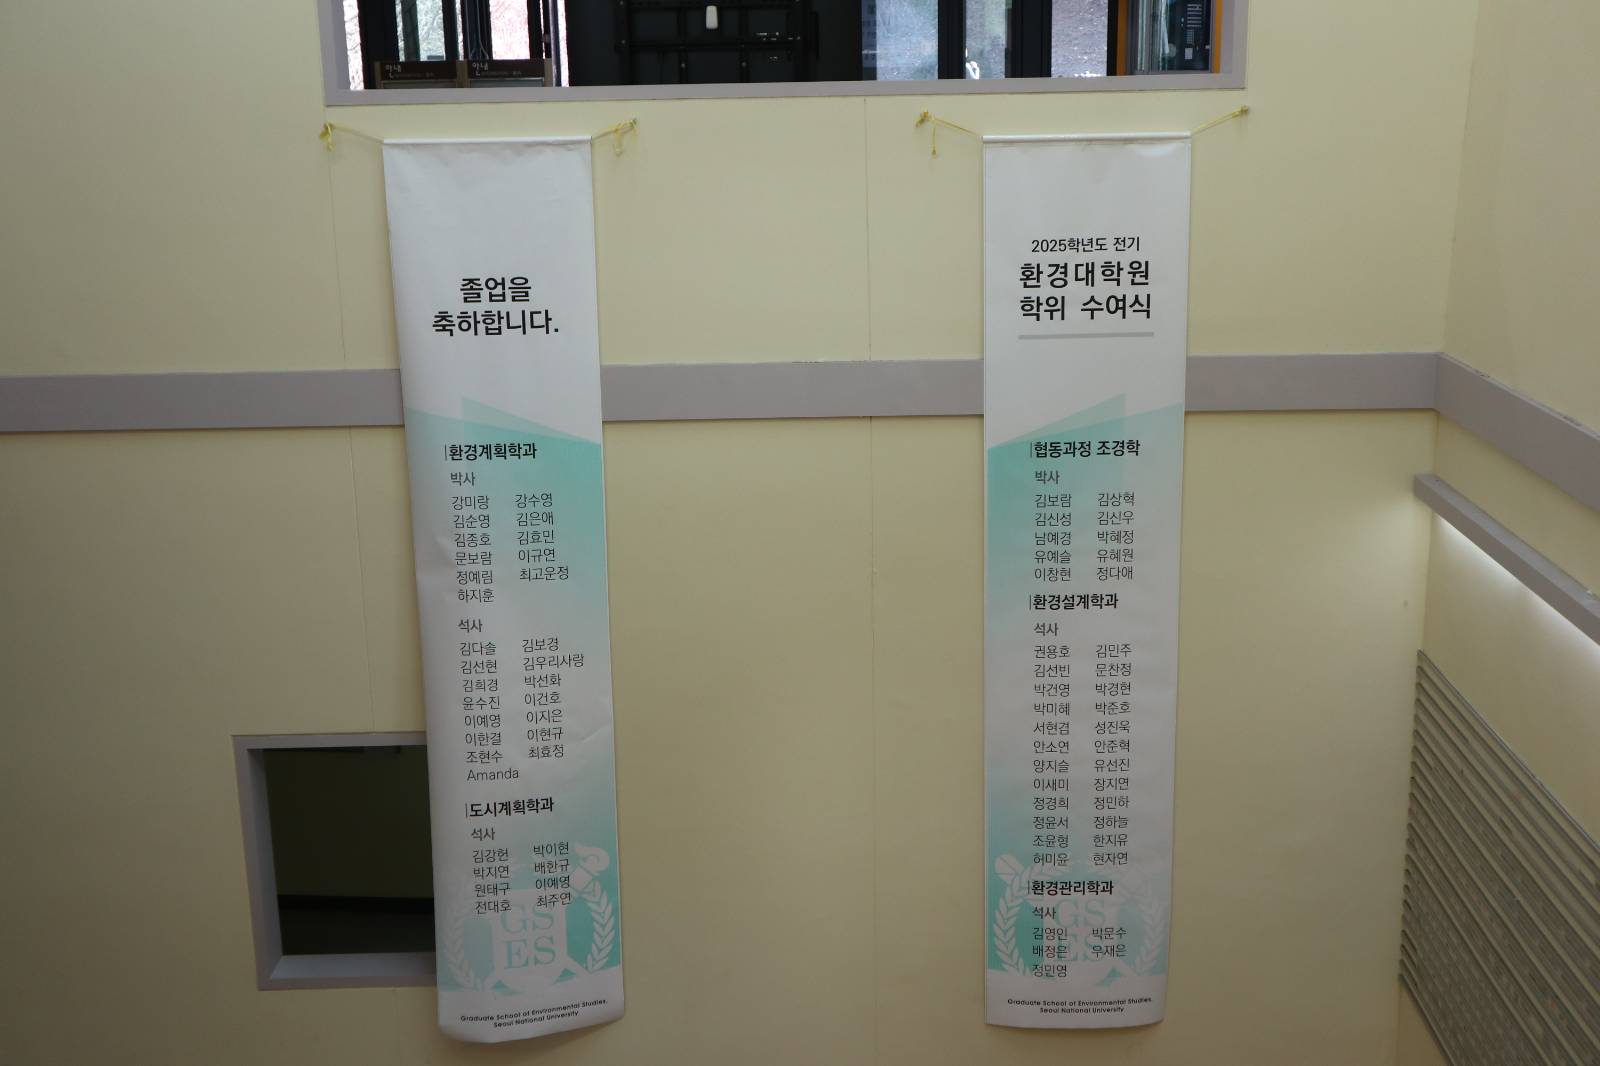 안내
안내
졸업을
축하합니다.
환경계획학과
박사
강미랑 강수영
김순영 김은애
김종호 김효민
문보람 이규연
정예림 최고운정
하지훈
석사
김다솔 김보경
김선현 김우리사랑
김희경 박선화
윤수진 이건호
이예영 이지은
이한결 이현규
조현수 최효정
Amanda
도시계획학과
석사
김강헌 박이현
박지연 배한규
원태구 이예영
전대호 최주연
GS
ES
Graduate School of Environmental Studies,
Seoul National University
2025학년도 전기
환경대학원
학위 수여식
협동과정 조경학
박사
김보람 김상혁
김신성 김신우
남예경 박혜정
유예슬 유혜원
이창현 정다애
환경설계학과
석사
권용호 김민주
김선빈 문찬정
박건영 박경현
박미혜 박준호
서현겸 성진욱
안소연 안준혁
양지슬 유선진
이새미 장지연
정경희 정민하
정윤서 정하늘
조윤형 한지유
허미윤 현자연
환경관리학과
석사
김영인 박문수
배정은 우재은
정민영
GS
ES
Graduate School of Environmental Studies,
Seoul National University